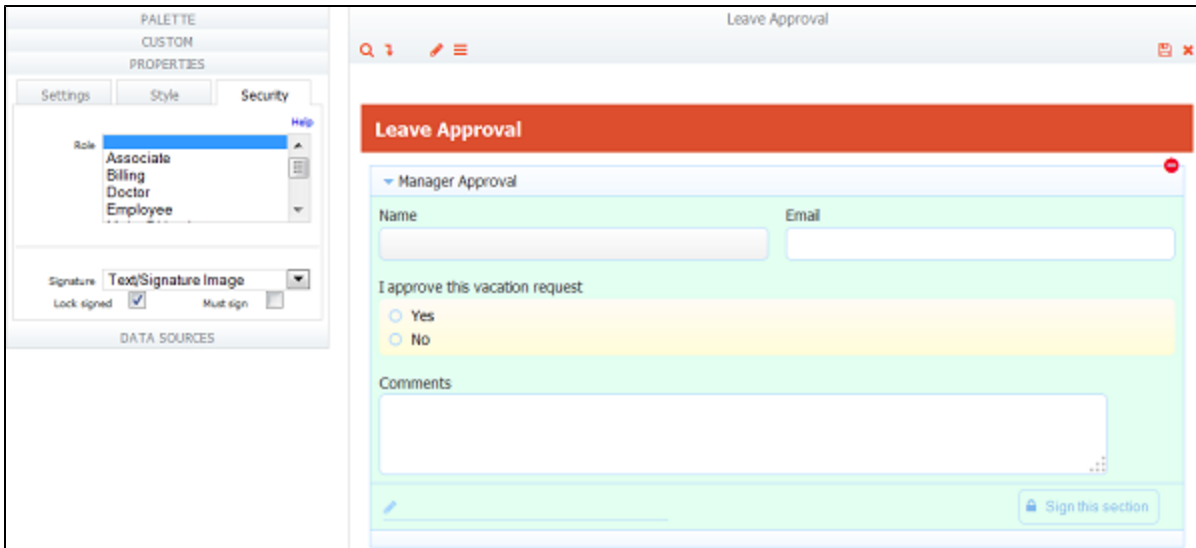 PALETTE
CUSTOM
PROPERTIES
Settings Style Security
Help
Role
Associate
Billing
Doctor
Employee
Signature Text/Signature Image
Lock signed Must sign
DATA SOURCES
Leave Approval
Leave Approval
Manager Approval
Name Email
I approve this vacation request
Yes
No
Comments
Sign this section